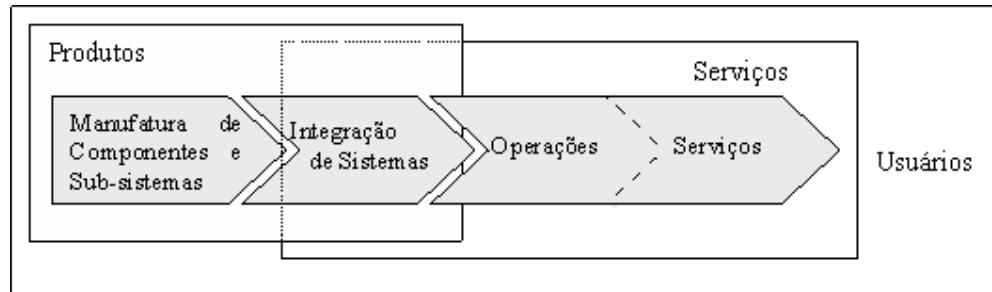 Produtos
Serviços
Manufatura de
Componentes e
Sub-sistemas
Integração
de Sistemas
Operações
Serviços
Usuários